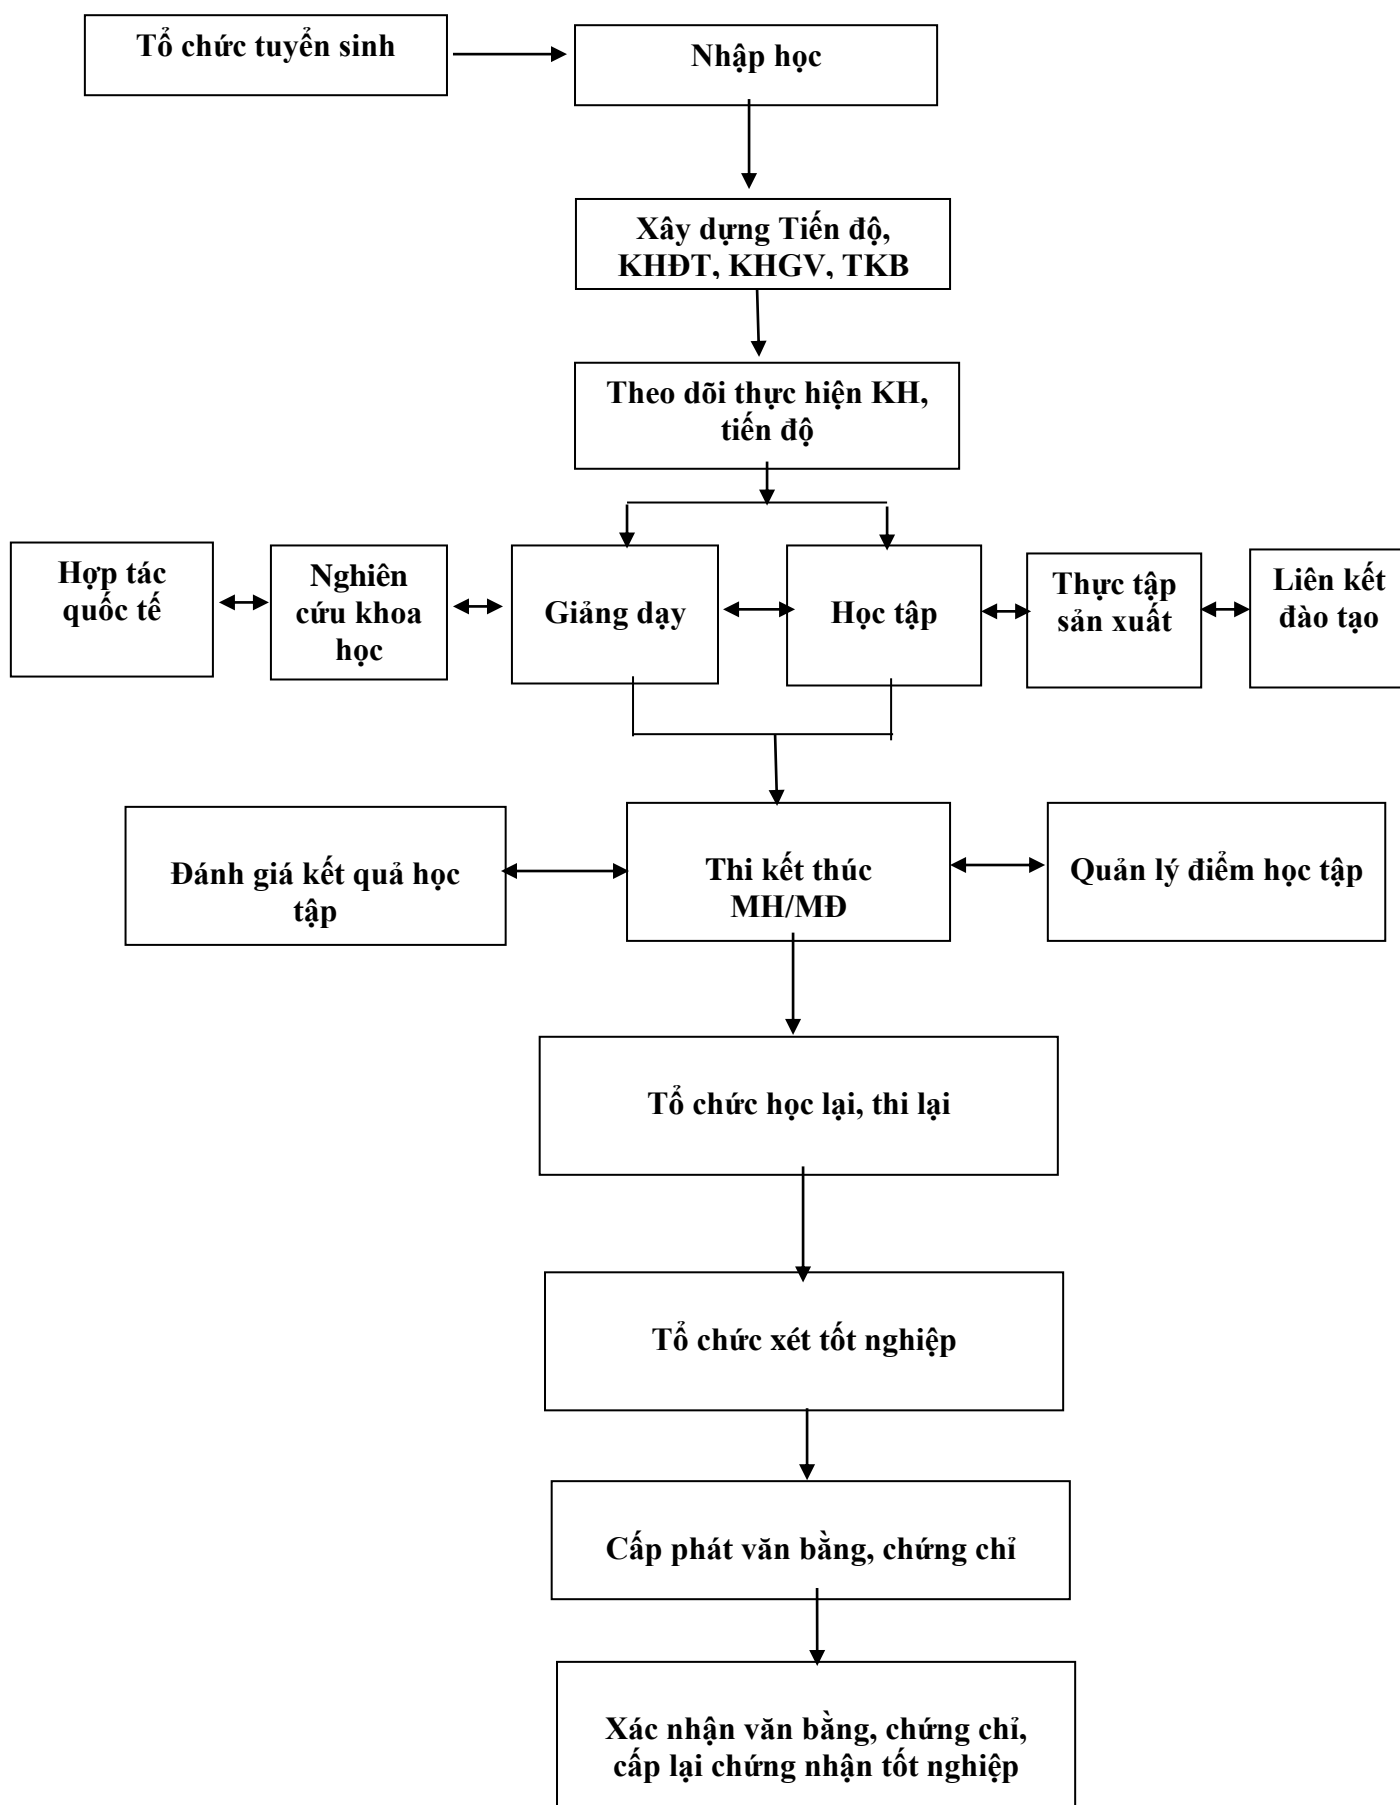 Tổ chức tuyển sinh
Nhập học
Xây dựng Tiến độ,
KHĐT, KHGV, TKB
Theo dõi thực hiện KH,
tiến độ
Hợp tác
quốc tế
Nghiên
cứu khoa
học
Giảng dạy
Học tập
Thực tập
sản xuất
Liên kết
đào tạo
Đánh giá kết quả học
tập
Thi kết thúc
MH/MĐ
Quản lý điểm học tập
Tổ chức học lại, thi lại
Tổ chức xét tốt nghiệp
Cấp phát văn bằng, chứng chỉ
Xác nhận văn bằng, chứng chỉ,
cấp lại chứng nhận tốt nghiệp